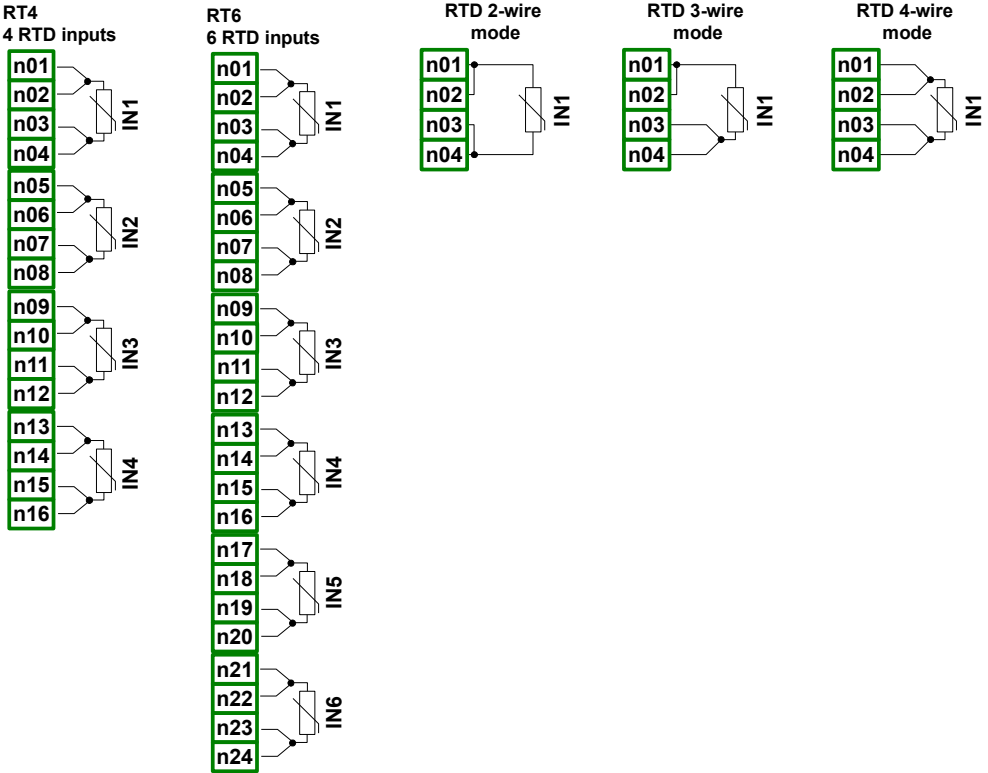 RT4
4 RTD inputs
n01
n02
n03
n04
IN1
n05
n06
n07
n08
IN2
n09
n10
n11
n12
IN3
n13
n14
n15
n16
IN4
RT6
6 RTD inputs
n01
n02
n03
n04
IN1
n05
n06
n07
n08
IN2
n09
n10
n11
n12
IN3
n13
n14
n15
n16
IN4
n17
n18
n19
n20
IN5
n21
n22
n23
n24
IN6
RTD 2-wire
mode
n01
n02
n03
n04
IN1
RTD 3-wire
mode
n01
n02
n03
n04
IN1
RTD 4-wire
mode
n01
n02
n03
n04
IN1